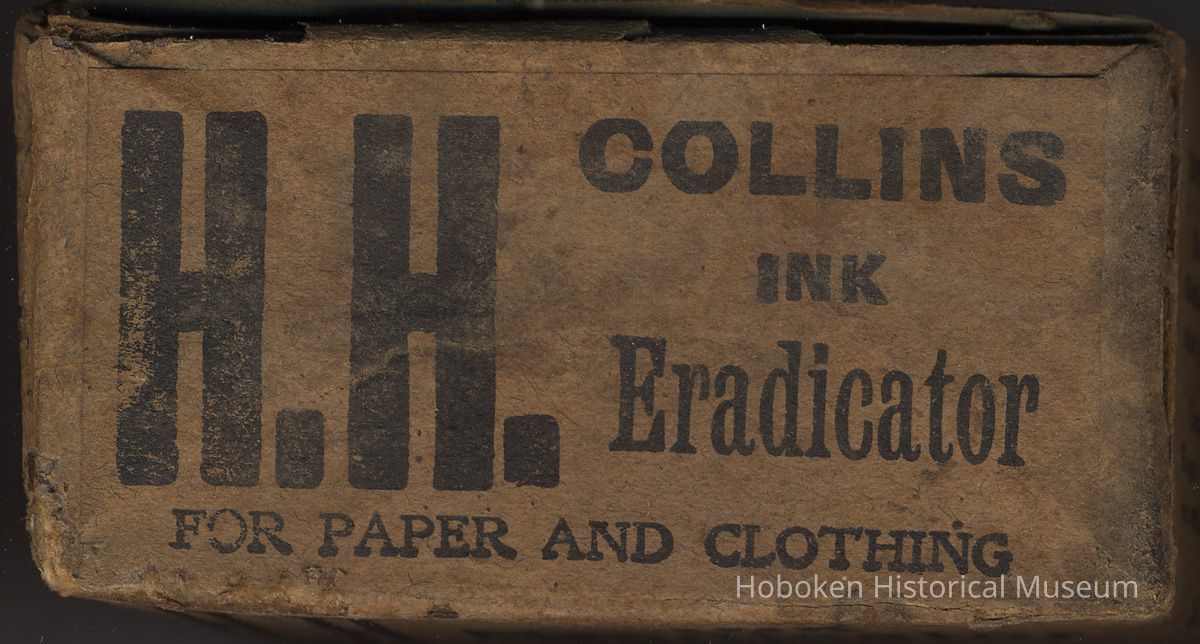 H.H.
COLLINS
INK
Eradicator
FOR PAPER AND CLOTHING
Hoboken Historical Museum